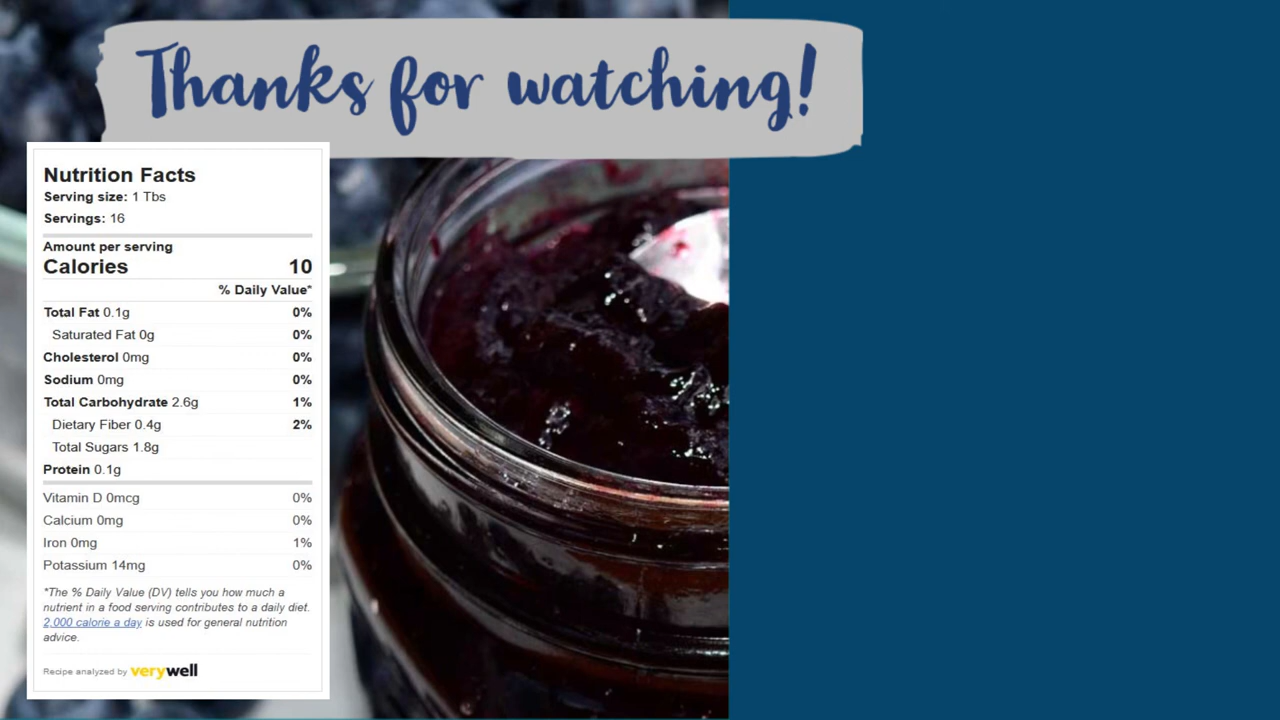 Thanks for watching!
Nutrition Facts
Serving size: 1 Tbs
Servings: 16
Amount per serving
Calories 10
% Daily Value*
Total Fat 0.1g 0%
Saturated Fat 0g 0%
Cholesterol 0mg 0%
Sodium 0mg 0%
Total Carbohydrate 2.6g 1%
Dietary Fiber 0.4g 2%
Total Sugars 1.8g
Protein 0.1g
Vitamin D 0mcg 0%
Calcium 0mg 0%
Iron 0mg 1%
Potassium 14mg 0%
*The % Daily Value (DV) tells you how much a
nutrient in a food serving contributes to a daily diet.
2,000 calorie a day is used for general nutrition
advice.
Recipe analyzed by verywell